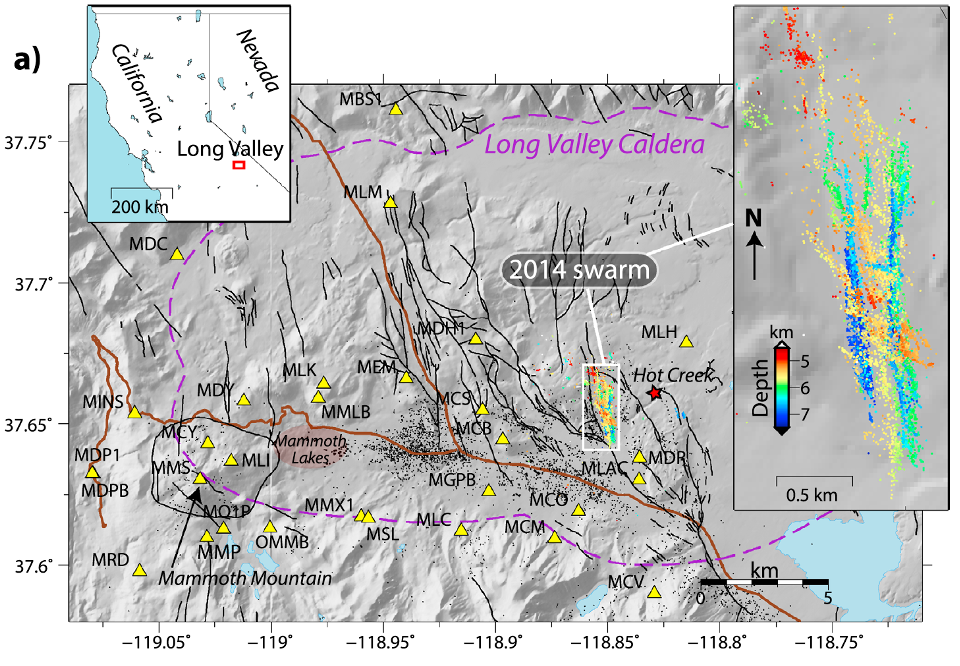 a)
California
Nevada
Long Valley
200 km
MBS1
Long Valley Caldera
37.75
MLM
MDC
N
2014 swarm
37.7
MDH1
MLH
km
Depth
5
6
7
0.5 km
MLK
MEM
Hot Creek
MDY
MMLB
MCS
MINS
37.65
MCY
MCB
Mammoth
Lakes
MDP1
MMS
MLI
MLAC
MDR
MDPB
MGPB
MQ1P
MMX1
MCO
MRD
MMP
OMMB
MSL
MLC
MCM
37.6
Mammoth Mountain
MCV
km
0
5
−119.05
−119
−118.95
−118.9
−118.85
−118.8
−118.75